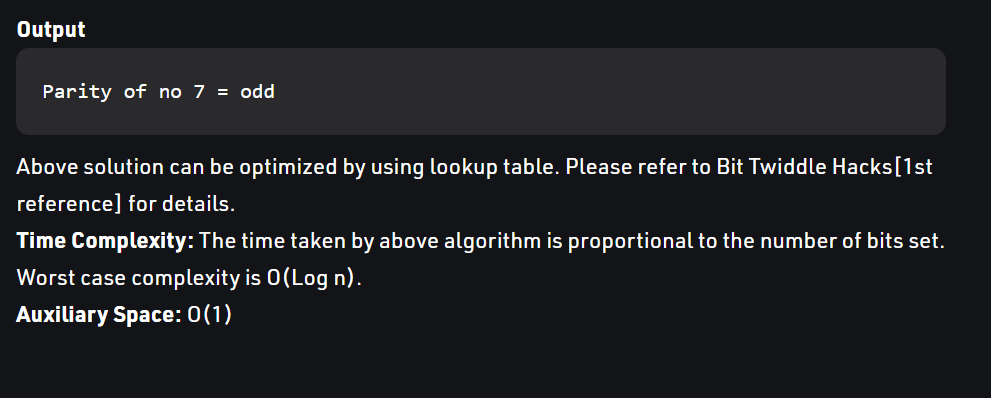 Output
Parity of no 7 = odd
Above solution can be optimized by using lookup table. Please refer to Bit Twiddle Hacks[1st
reference] for details.
Time Complexity: The time taken by above algorithm is proportional to the number of bits set.
Worst case complexity is O(Log n).
Auxiliary Space: O(1)